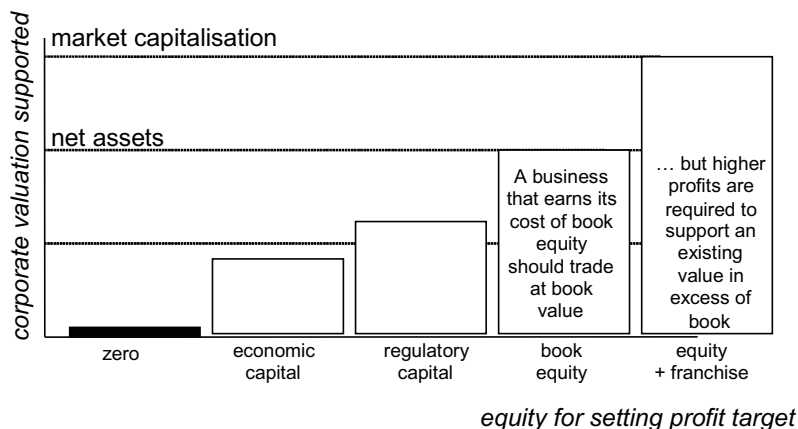 corporate valuation supported
market capitalisation
net assets
A business
that earns its
cost of book
equity
should trade
at book
value
… but higher
profits are
required to
support an
existing
value in
excess of
book
zero
economic
capital
regulatory
capital
book
equity
equity
+ franchise
equity for setting profit target